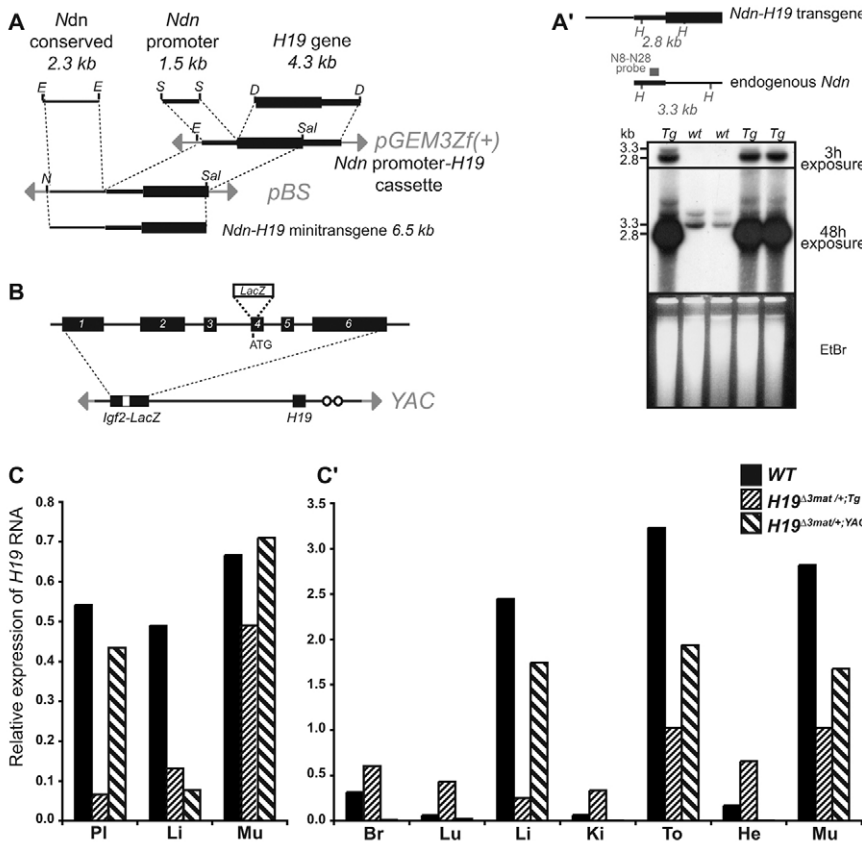 A
Ndn conserved 2.3 kb
Ndn promoter 1.5 kb
H19 gene 4.3 kb
E E S S D D
E Sal
pGEM3Zf(+)
Ndn promoter-H19 cassette
N Sal
pBS
Ndn-H19 minitransgene 6.5 kb
A'
Ndn-H19 transgene
H H
2.8 kb
N8-N28 probe
endogenous Ndn
H H
3.3 kb
kb Tg wt wt Tg Tg
3.3
2.8
3h exposure
3.3
2.8
48h exposure
EtBr
B
LacZ
1 2 3 4 5 6
ATG
YAC
Igf2-LacZ H19
C
Relative expression of H19 RNA
0.8
0.7
0.6
0.5
0.4
0.3
0.2
0.1
0.0
Pl Li Mu
C'
WT
H19Δ3mat/+;Tg
H19Δ3mat/+;YAC
3.5
3.0
2.5
2.0
1.5
1.0
0.5
0.0
Br Lu Li Ki To He Mu